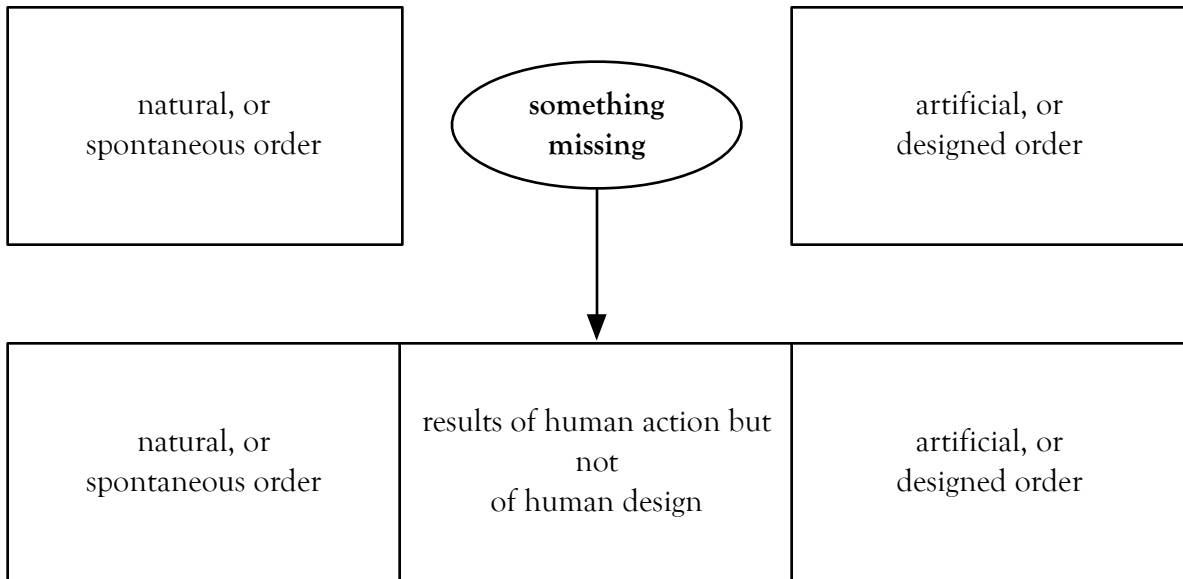 natural, or
spontaneous order
something
missing
artificial, or
designed order
natural, or
spontaneous order
results of human action but
not
of human design
artificial, or
designed order